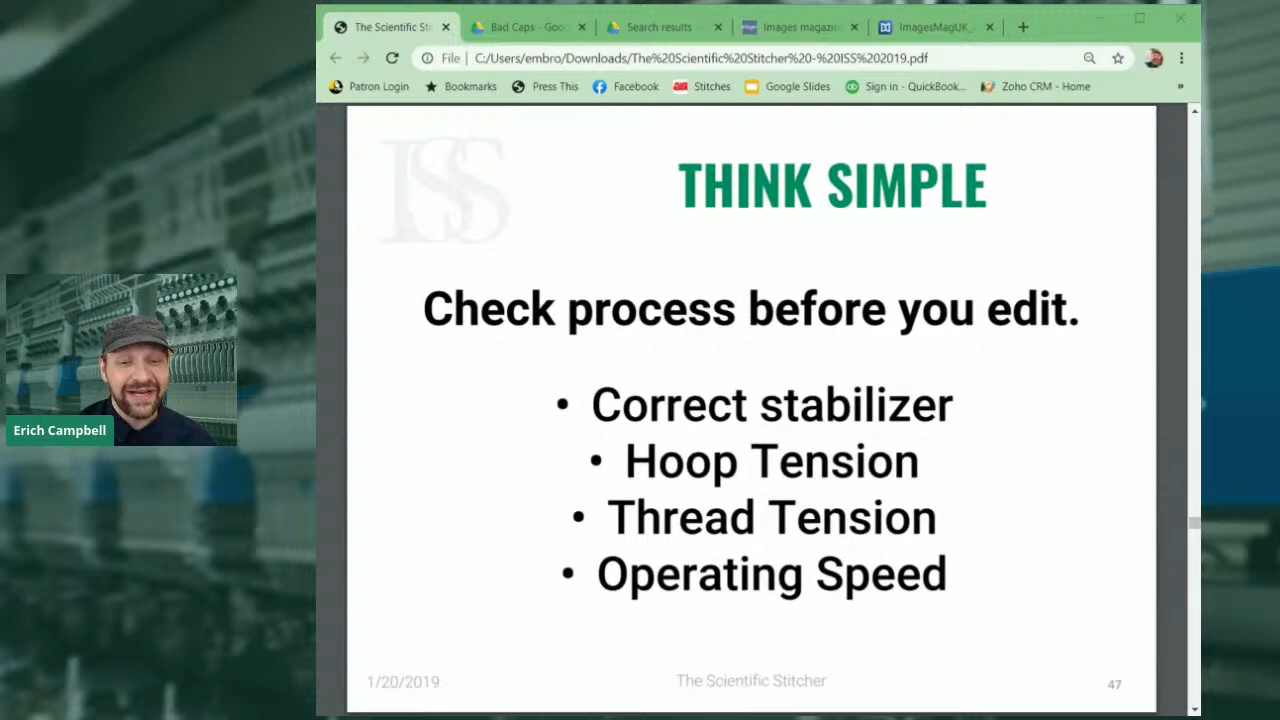 The Scientific Sti
Bad Caps - Goo
Search results
Images magazi
ImagesMagUK_
File
C:/Users/embro/Downloads/The%20Scientific%20Stitcher%20-%20ISS%202019.pdf
Patron Login
Bookmarks
Press This
Facebook
Stitches
Google Slides
Sign in - QuickBook...
Zoho CRM - Home
»
ISS
THINK SIMPLE
Check process before you edit.
• Correct stabilizer
• Hoop Tension
• Thread Tension
• Operating Speed
1/20/2019
The Scientific Stitcher
47
Erich Campbell